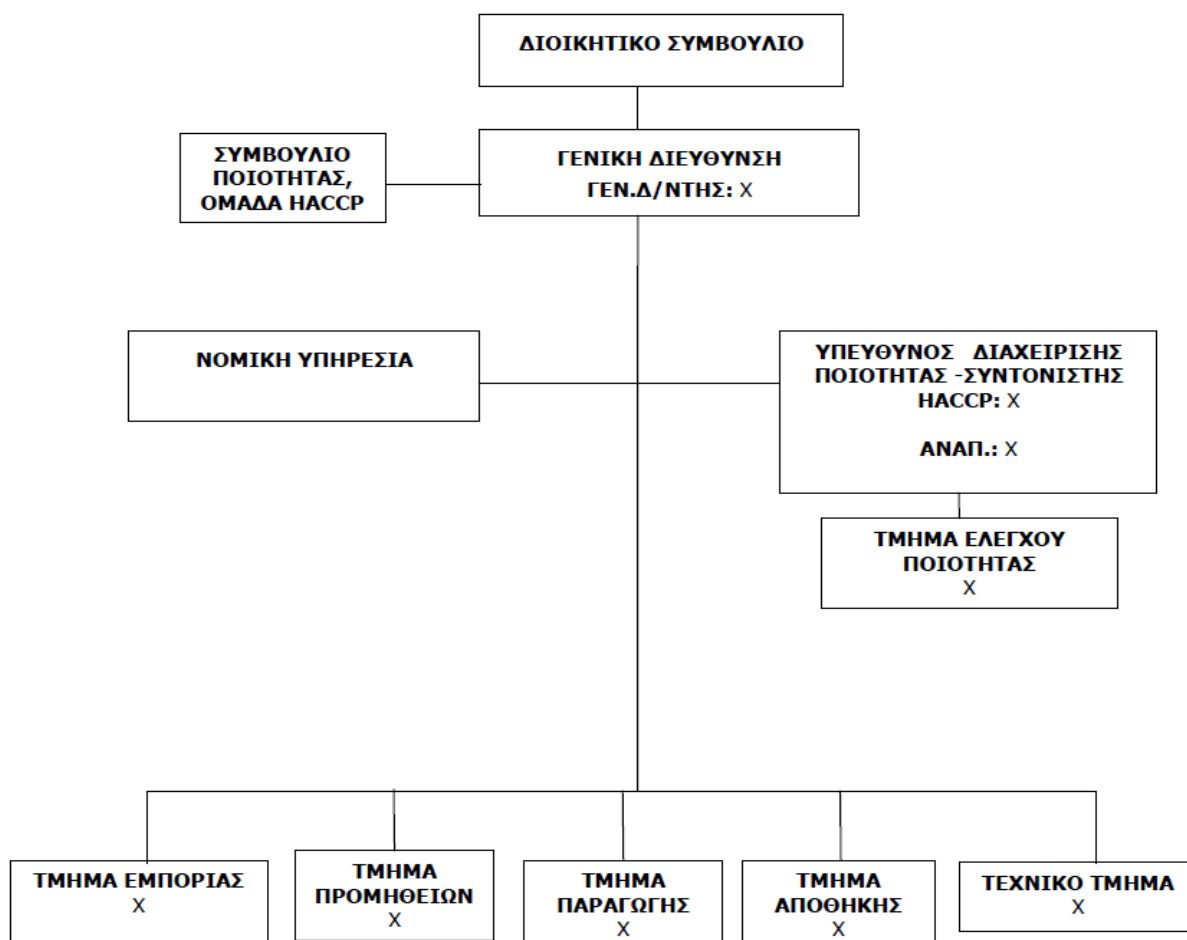 ΔΙΟΙΚΗΤΙΚΟ ΣΥΜΒΟΥΛΙΟ
ΣΥΜΒΟΥΛΙΟ
ΠΟΙΟΤΗΤΑΣ,
ΟΜΑΔΑ HACCP
ΓΕΝΙΚΗ ΔΙΕΥΘΥΝΣΗ
ΓΕΝ.Δ/ΝΤΗΣ: X
ΝΟΜΙΚΗ ΥΠΗΡΕΣΙΑ
ΥΠΕΥΘΥΝΟΣ ΔΙΑΧΕΙΡΙΣΗΣ
ΠΟΙΟΤΗΤΑΣ -ΣΥΝΤΟΝΙΣΤΗΣ
HACCP: X
ΑΝΑΠ.: X
ΤΜΗΜΑ ΕΛΕΓΧΟΥ
ΠΟΙΟΤΗΤΑΣ
X
ΤΜΗΜΑ ΕΜΠΟΡΙΑΣ
X
ΤΜΗΜΑ
ΠΡΟΜΗΘΕΙΩΝ
X
ΤΜΗΜΑ
ΠΑΡΑΓΩΓΗΣ
X
ΤΜΗΜΑ
ΑΠΟΘΗΚΗΣ
X
ΤΕΧΝΙΚΟ ΤΜΗΜΑ
X